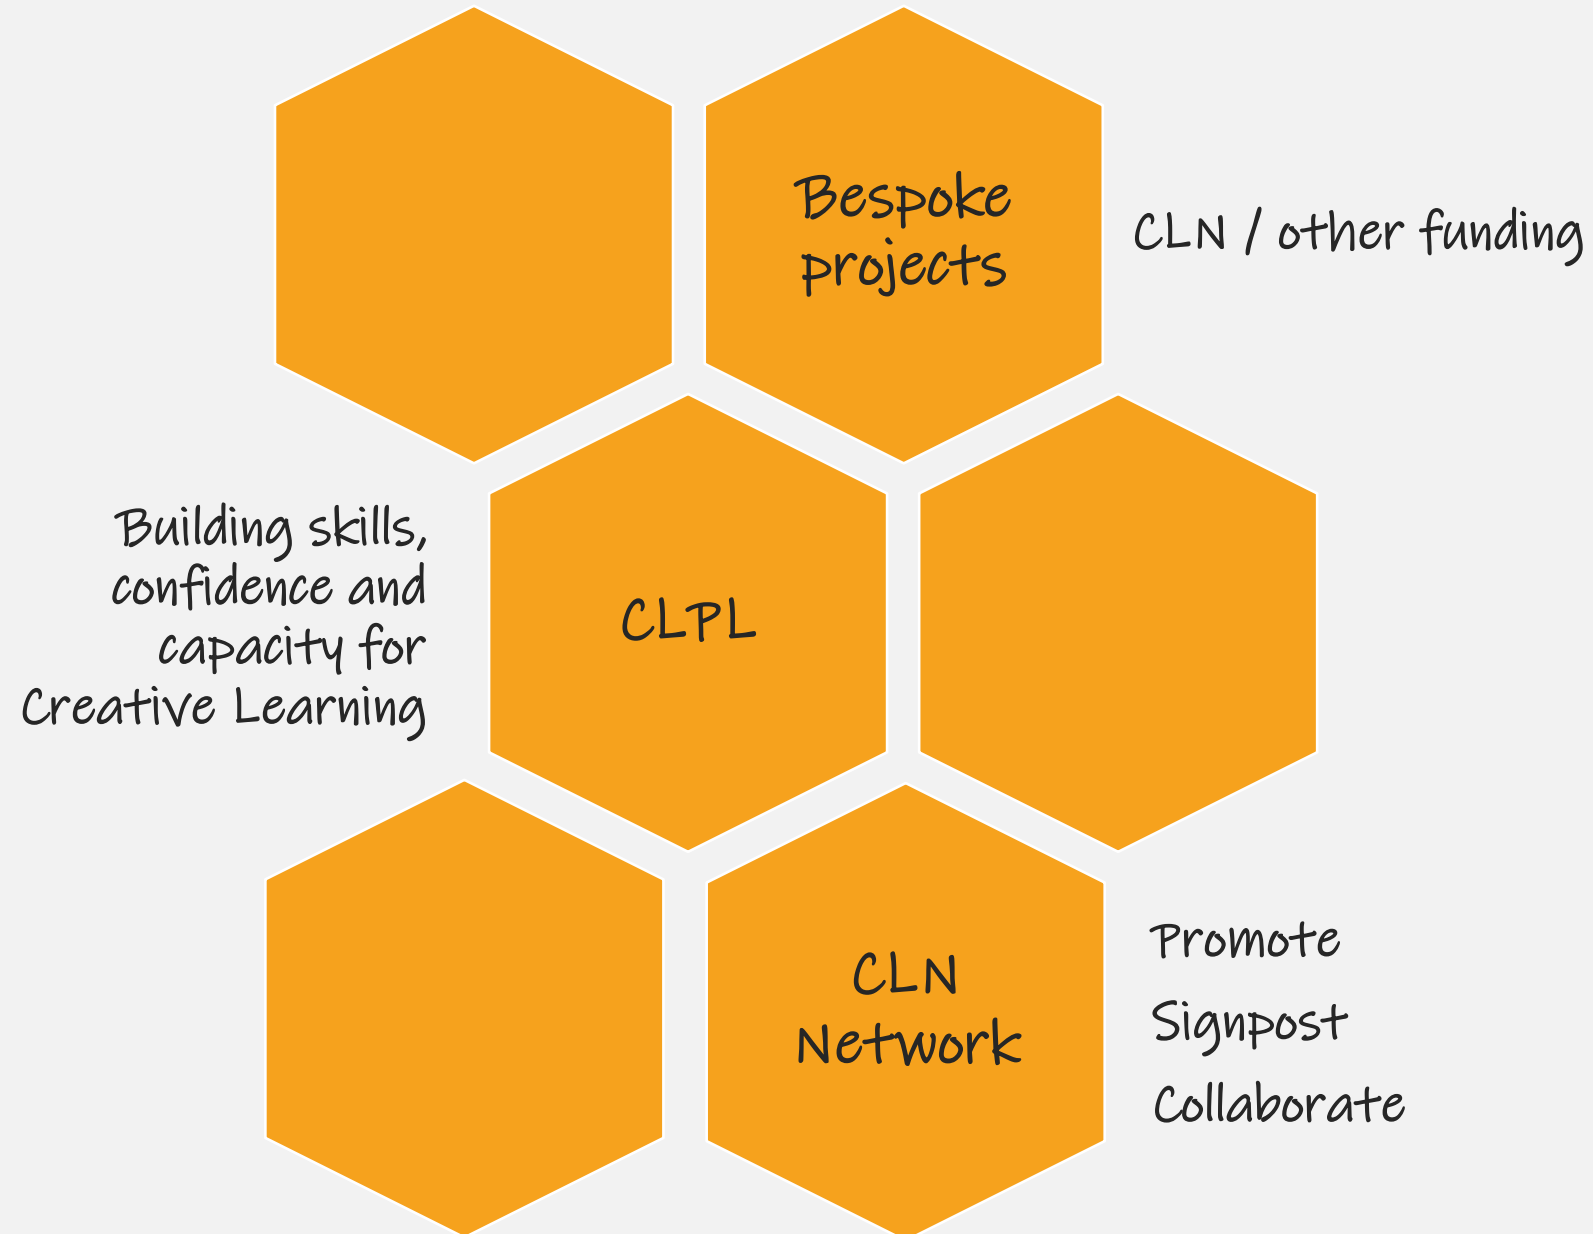 Bespoke
projects
CLN / other funding
Building skills,
confidence and
capacity for
Creative Learning
CLPL
CLN
Network
Promote
Signpost
Collaborate